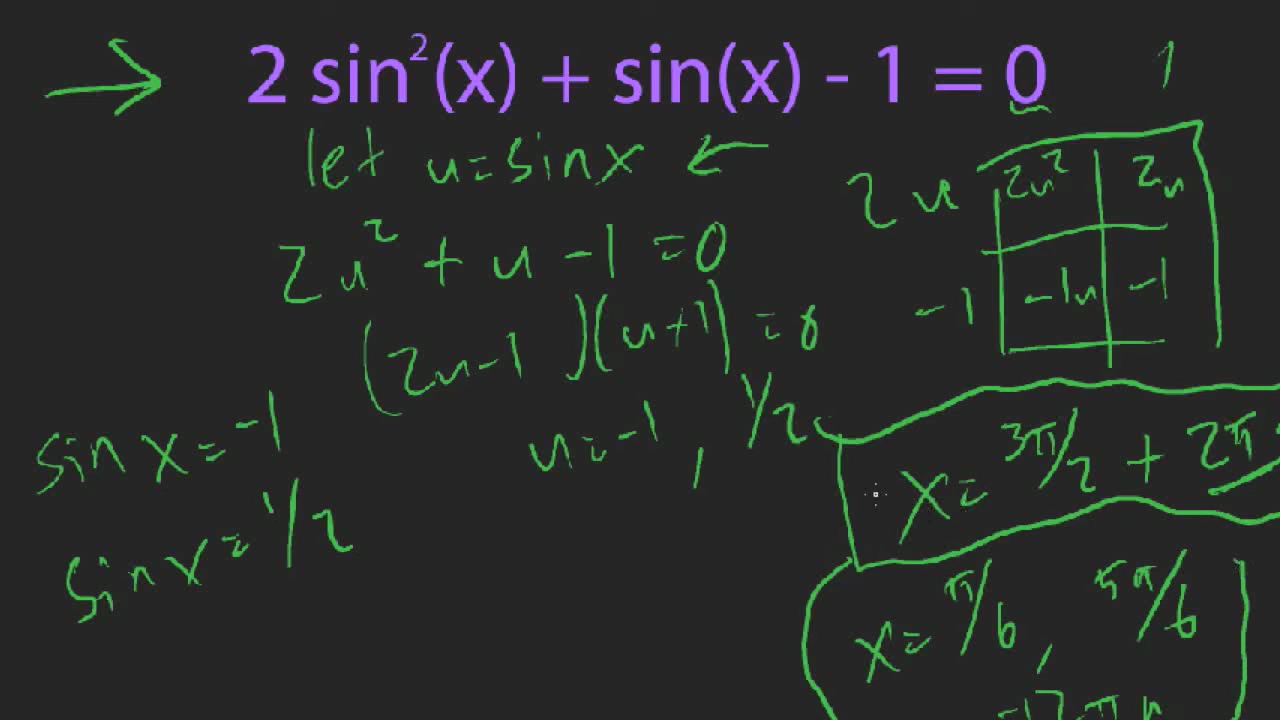 → 2 sin²(x) + sin(x) - 1 = 0
1
let u=sinx ←
2u 2u² 2u
2u² + u -1 =0
-1 -1u -1
(2u-1 )(u+1) =0
u=-1 , 1/2
sinx=-1
x= 3π/2 + 2π
sinx=1/2
x= π/6 , 5π/6